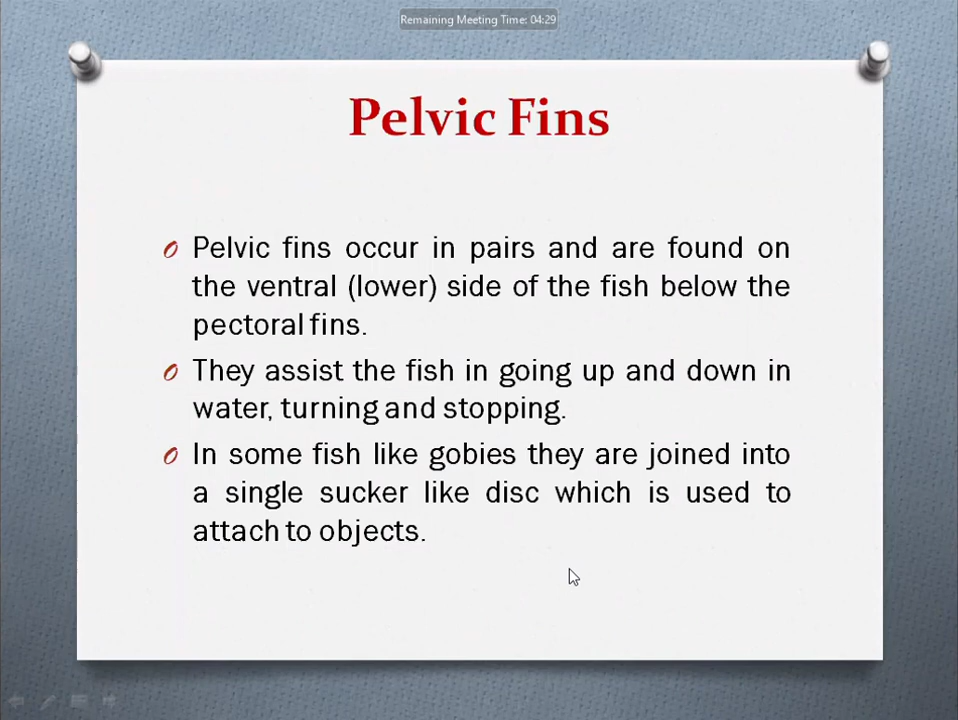 Remaining Meeting Time: 04:29
Pelvic Fins
Pelvic fins occur in pairs and are found on
the ventral (lower) side of the fish below the
pectoral fins.
They assist the fish in going up and down in
water, turning and stopping.
In some fish like gobies they are joined into
a single sucker like disc which is used to
attach to objects.